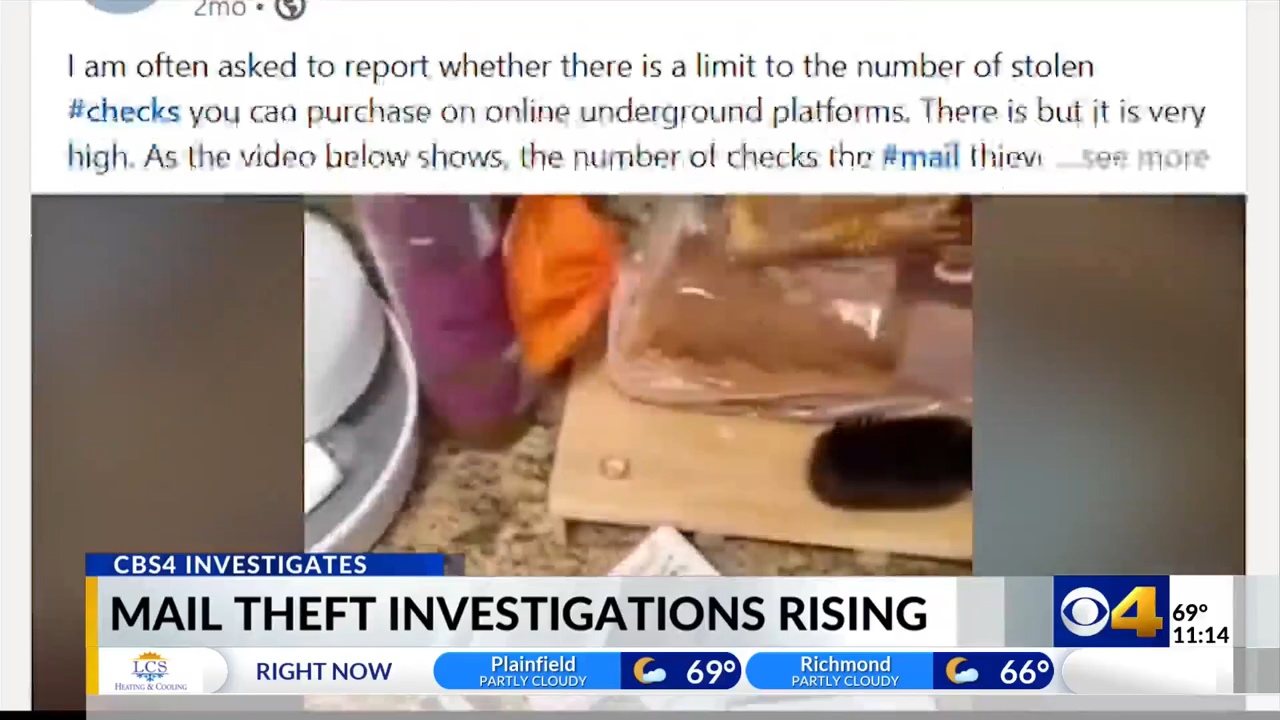 2mo •
I am often asked to report whether there is a limit to the number of stolen
#checks you can purchase on online underground platforms. There is but it is very
high. As the video below shows, the number of checks the #mail thiev ...see more
CBS4 INVESTIGATES
MAIL THEFT INVESTIGATIONS RISING
4
69°
11:14
LCS
HEATING & COOLING
RIGHT NOW
Plainfield
PARTLY CLOUDY
69°
Richmond
PARTLY CLOUDY
66°